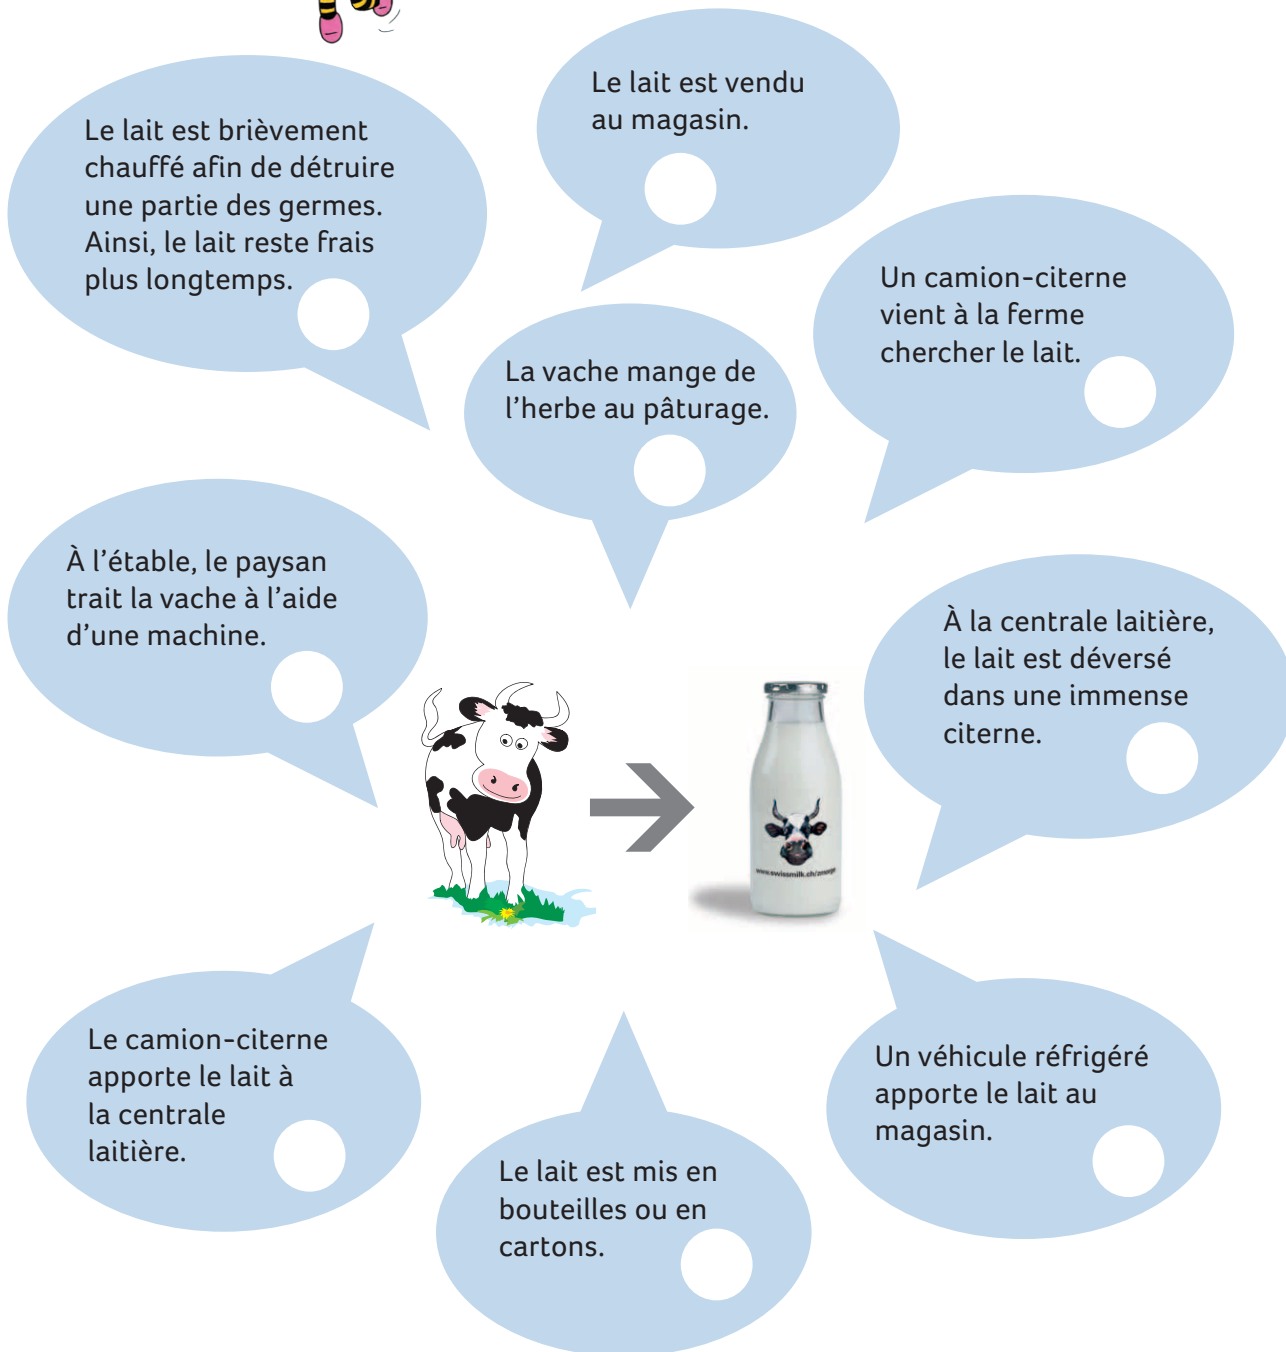 Le lait est vendu
au magasin.
Le lait est brièvement
chauffé afin de détruire
une partie des germes.
Ainsi, le lait reste frais
plus longtemps.
Un camion-citerne
vient à la ferme
chercher le lait.
La vache mange de
l’herbe au pâturage.
À l’étable, le paysan
trait la vache à l’aide
d’une machine.
À la centrale laitière,
le lait est déversé
dans une immense
citerne.
www.swissmilk.ch/znueni
Le camion-citerne
apporte le lait à
la centrale
laitière.
Un véhicule réfrigéré
apporte le lait au
magasin.
Le lait est mis en
bouteilles ou en
cartons.